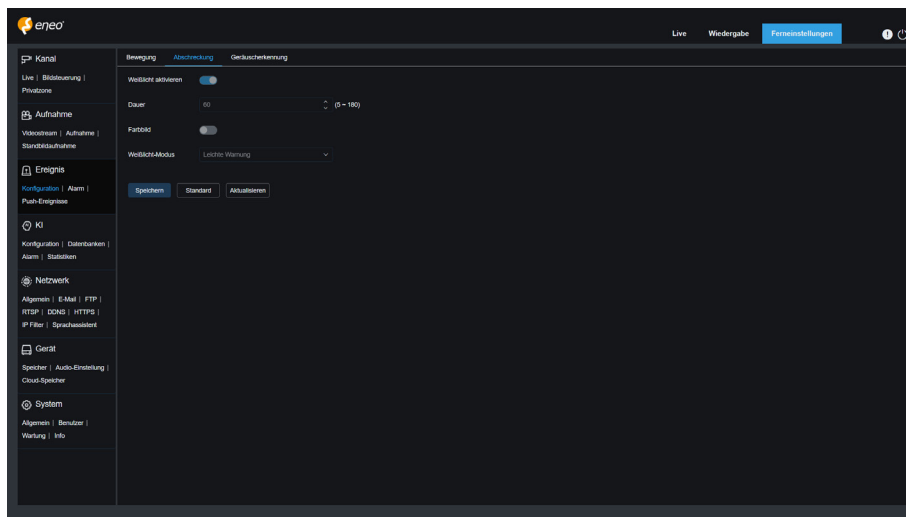 eneo
Live Wiedergabe Ferneinstellungen
Kanal
Live | Bildsteuerung |
Privatzone
Aufnahme
Videostream | Aufnahme |
Standbildaufnahme
Ereignis
Konfiguration | Alarm |
Push-Ereignisse
KI
Konfiguration | Datenbanken |
Alarm | Statistiken
Netzwerk
Allgemein | E-Mail | FTP |
RTSP | DDNS | HTTPS |
IP Filter | Sprachassistent
Gerät
Speicher | Audio-Einstellung |
Cloud-Speicher
System
Allgemein | Benutzer |
Wartung | Info
Bewegung Abschreckung Geräuscherkennung
Weißlicht aktivieren
Dauer 60 (5 ~ 180)
Farbbild
Weißlicht-Modus Leichte Warnung
Speichern Standard Aktualisieren